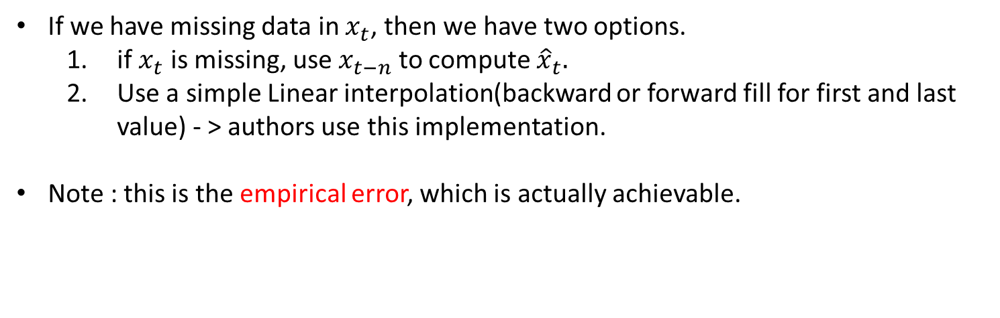 • If we have missing data in $x_t$, then we have two options.
1. if $x_t$ is missing, use $x_{t-n}$ to compute $\hat{x}_t$.
2. Use a simple Linear interpolation(backward or forward fill for first and last
value) - > authors use this implementation.
• Note : this is the empirical error, which is actually achievable.